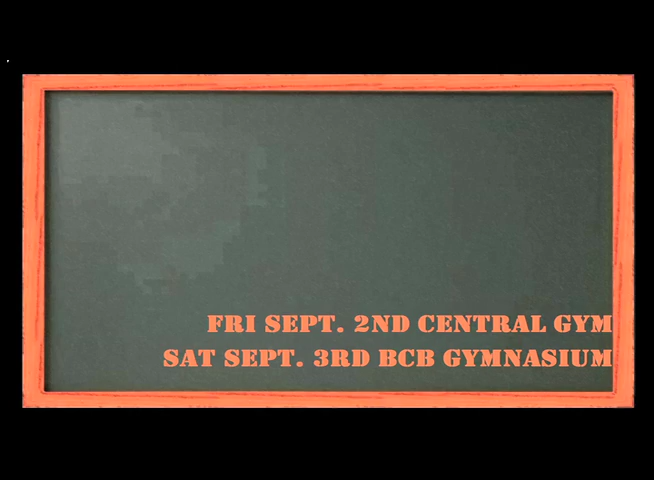 FRI SEPT. 2ND CENTRAL GYM
SAT SEPT. 3RD BCB GYMNASIUM